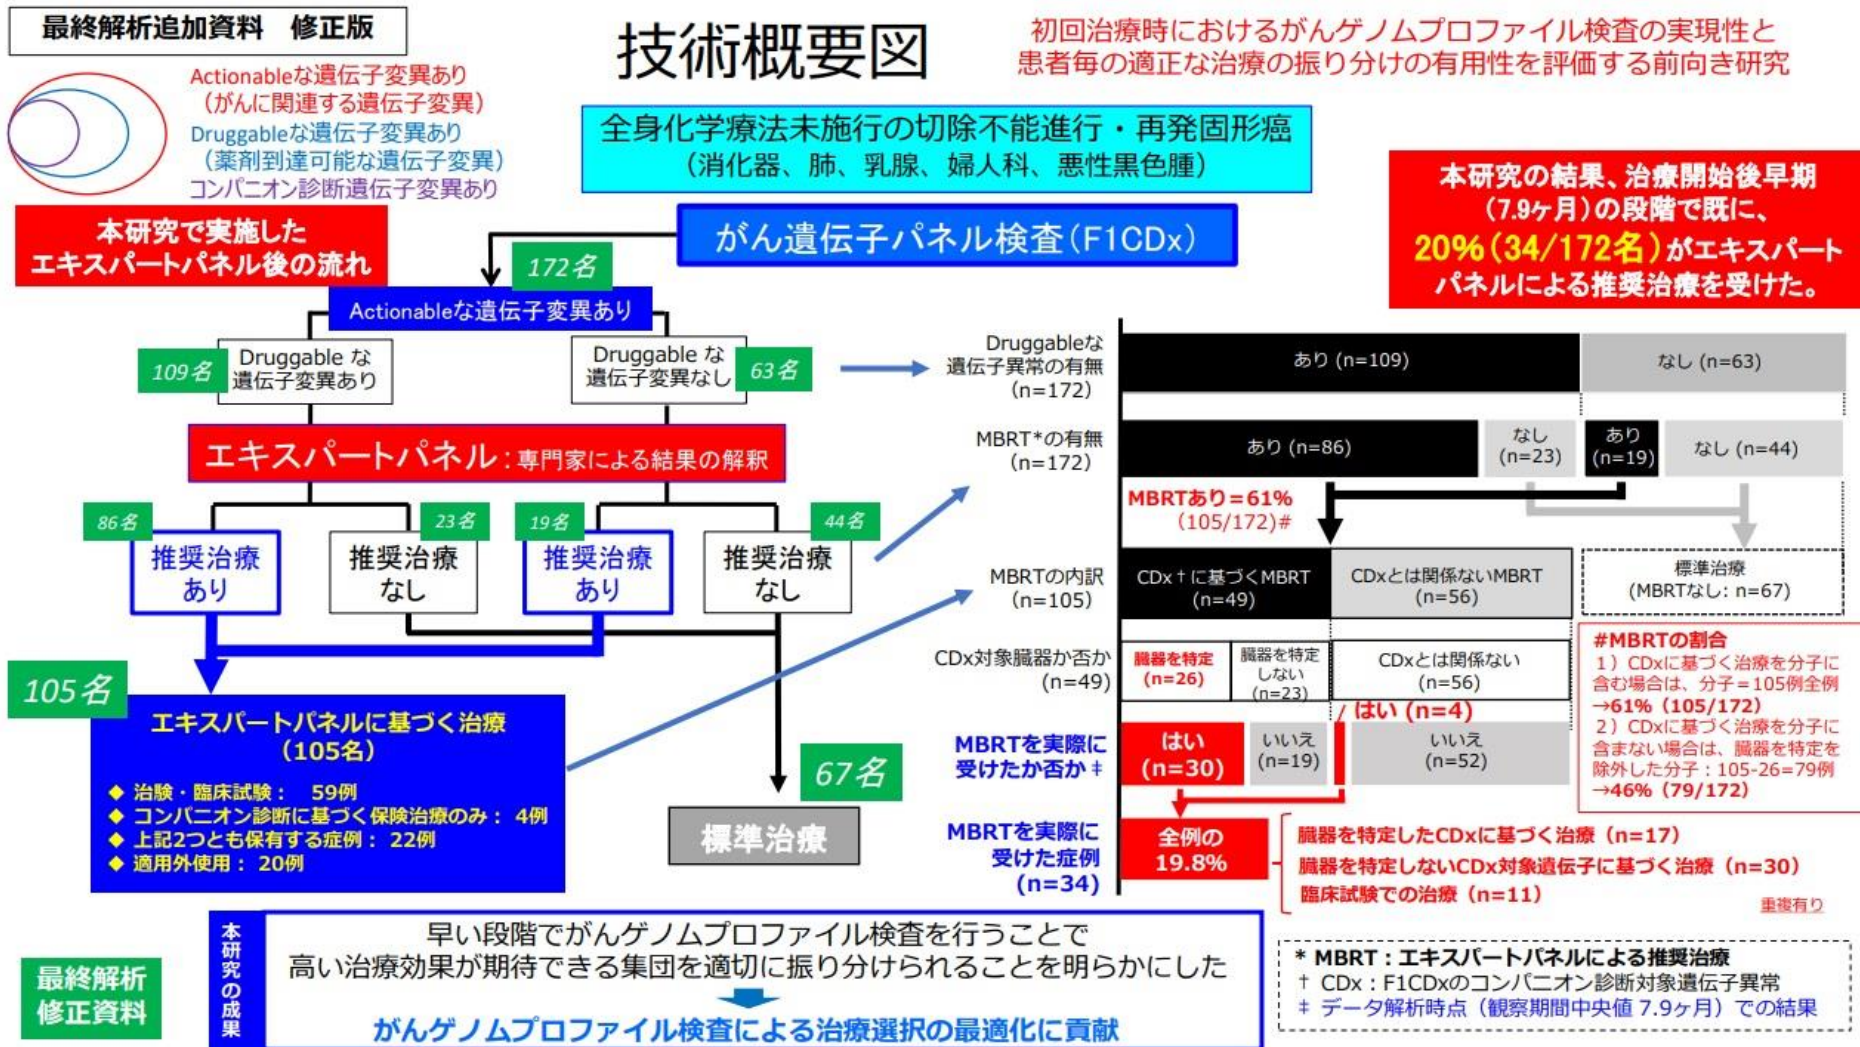 最終解析追加資料　修正版
技術概要図
初回治療時におけるがんゲノムプロファイル検査の実現性と
患者毎の適正な治療の振り分けの有用性を評価する前向き研究
Actionableな遺伝子変異あり
（がんに関連する遺伝子変異）
Druggableな遺伝子変異あり
（薬剤到達可能な遺伝子変異）
コンパニオン診断遺伝子変異あり
全身化学療法未施行の切除不能進行・再発固形癌
（消化器、肺、乳腺、婦人科、悪性黒色腫）
がん遺伝子パネル検査（F1CDx）
本研究の結果、治療開始後早期
（7.9ヶ月）の段階で既に、
20%（34/172名）がエキスパート
パネルによる推奨治療を受けた。
本研究で実施した
エキスパートパネル後の流れ
172名
Actionableな遺伝子変異あり
109名
Druggable な
遺伝子変異あり
Druggable な
遺伝子変異なし
63名
エキスパートパネル：専門家による結果の解釈
86名
推奨治療
あり
23名
推奨治療
なし
19名
推奨治療
あり
44名
推奨治療
なし
105名
エキスパートパネルに基づく治療
（105名）
◆ 治験・臨床試験： 59例
◆ コンパニオン診断に基づく保険治療のみ： 4例
◆ 上記2つとも保有する症例： 22例
◆ 適用外使用： 20例
67名
標準治療
Druggableな
遺伝子異常の有無
（n=172）
あり (n=109)
なし (n=63)
MBRT*の有無
（n=172）
あり (n=86)
なし
(n=23)
あり
(n=19)
なし (n=44)
MBRTあり＝61%
（105/172）#
MBRTの内訳
（n=105）
CDx†に基づくMBRT
(n=49)
CDxとは関係ないMBRT
(n=56)
標準治療
(MBRTなし: n=67)
CDx対象臓器か否か
(n=49)
臓器を特定
(n=26)
臓器を特定
しない
(n=23)
CDxとは関係ない
(n=56)
はい (n=4)
MBRTを実際に
受けたか否か‡
はい
(n=30)
いいえ
(n=19)
いいえ
(n=52)
MBRTを実際に
受けた症例
(n=34)
全例の
19.8%
臓器を特定したCDxに基づく治療（n=17）
臓器を特定しないCDx対象遺伝子に基づく治療（n=30）
臨床試験での治療（n=11）
重複有り
#MBRTの割合
1）CDxに基づく治療を分子に
含む場合は、分子＝105例全例
→61%（105/172）
2）CDxに基づく治療を分子に
含まない場合は、臓器を特定を
除外した分子：105-26=79例
→46%（79/172）
最終解析
修正資料
本研究の成果
早い段階でがんゲノムプロファイル検査を行うことで
高い治療効果が期待できる集団を適切に振り分けられることを明らかにした
がんゲノムプロファイル検査による治療選択の最適化に貢献
* MBRT：エキスパートパネルによる推奨治療
† CDx：F1CDxのコンパニオン診断対象遺伝子異常
‡ データ解析時点（観察期間中央値 7.9ヶ月）での結果